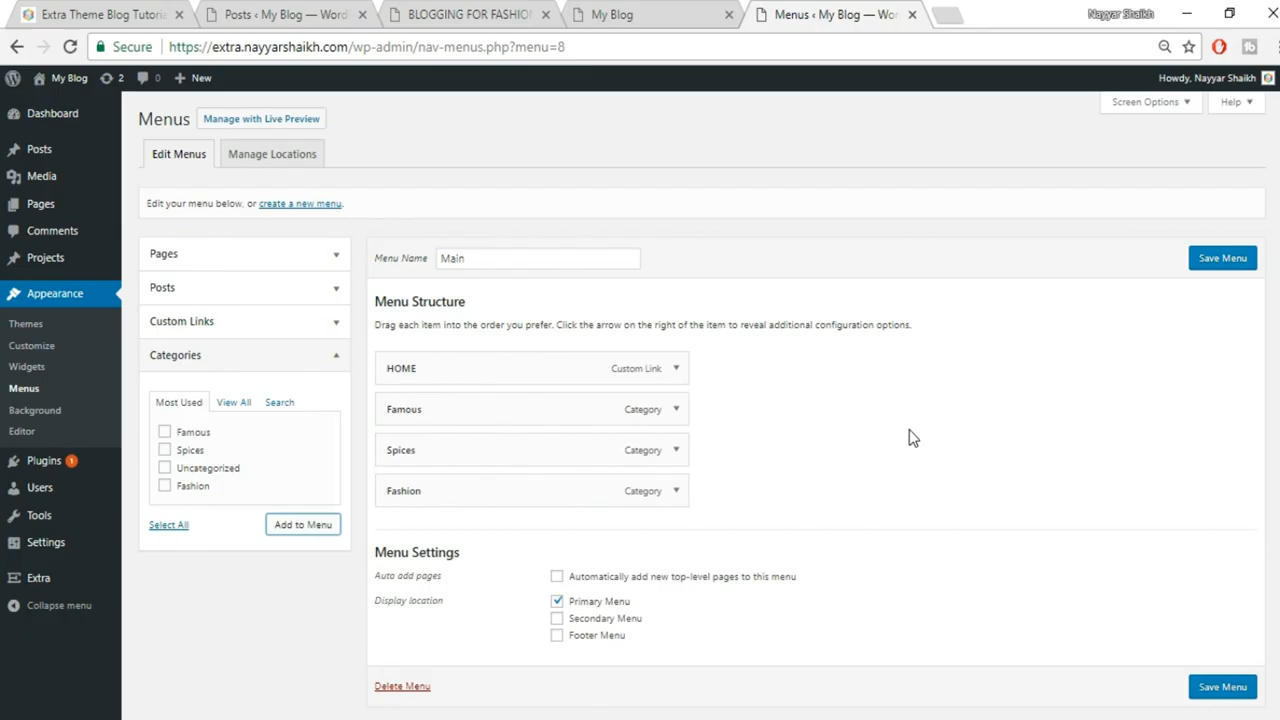 Extra Theme Blog Tutoria
Posts ‹ My Blog — Word
BLOGGING FOR FASHION
My Blog
Menus ‹ My Blog — Wor
Nayyar Shaikh
Secure
https://extra.nayyarshaikh.com/wp-admin/nav-menus.php?menu=8
My Blog
2
0
New
Howdy, Nayyar Shaikh
Dashboard
Posts
Media
Pages
Comments
Projects
Appearance
Themes
Customize
Widgets
Menus
Background
Editor
Plugins 1
Users
Tools
Settings
Extra
Collapse menu
Menus
Manage with Live Preview
Screen Options
Help
Edit Menus
Manage Locations
Edit your menu below, or create a new menu.
Pages
Posts
Custom Links
Categories
Most Used
View All
Search
Famous
Spices
Uncategorized
Fashion
Select All
Add to Menu
Menu Name
Main
Save Menu
Menu Structure
Drag each item into the order you prefer. Click the arrow on the right of the item to reveal additional configuration options.
HOME Custom Link
Famous Category
Spices Category
Fashion Category
Menu Settings
Auto add pages
Automatically add new top-level pages to this menu
Display location
Primary Menu
Secondary Menu
Footer Menu
Delete Menu
Save Menu